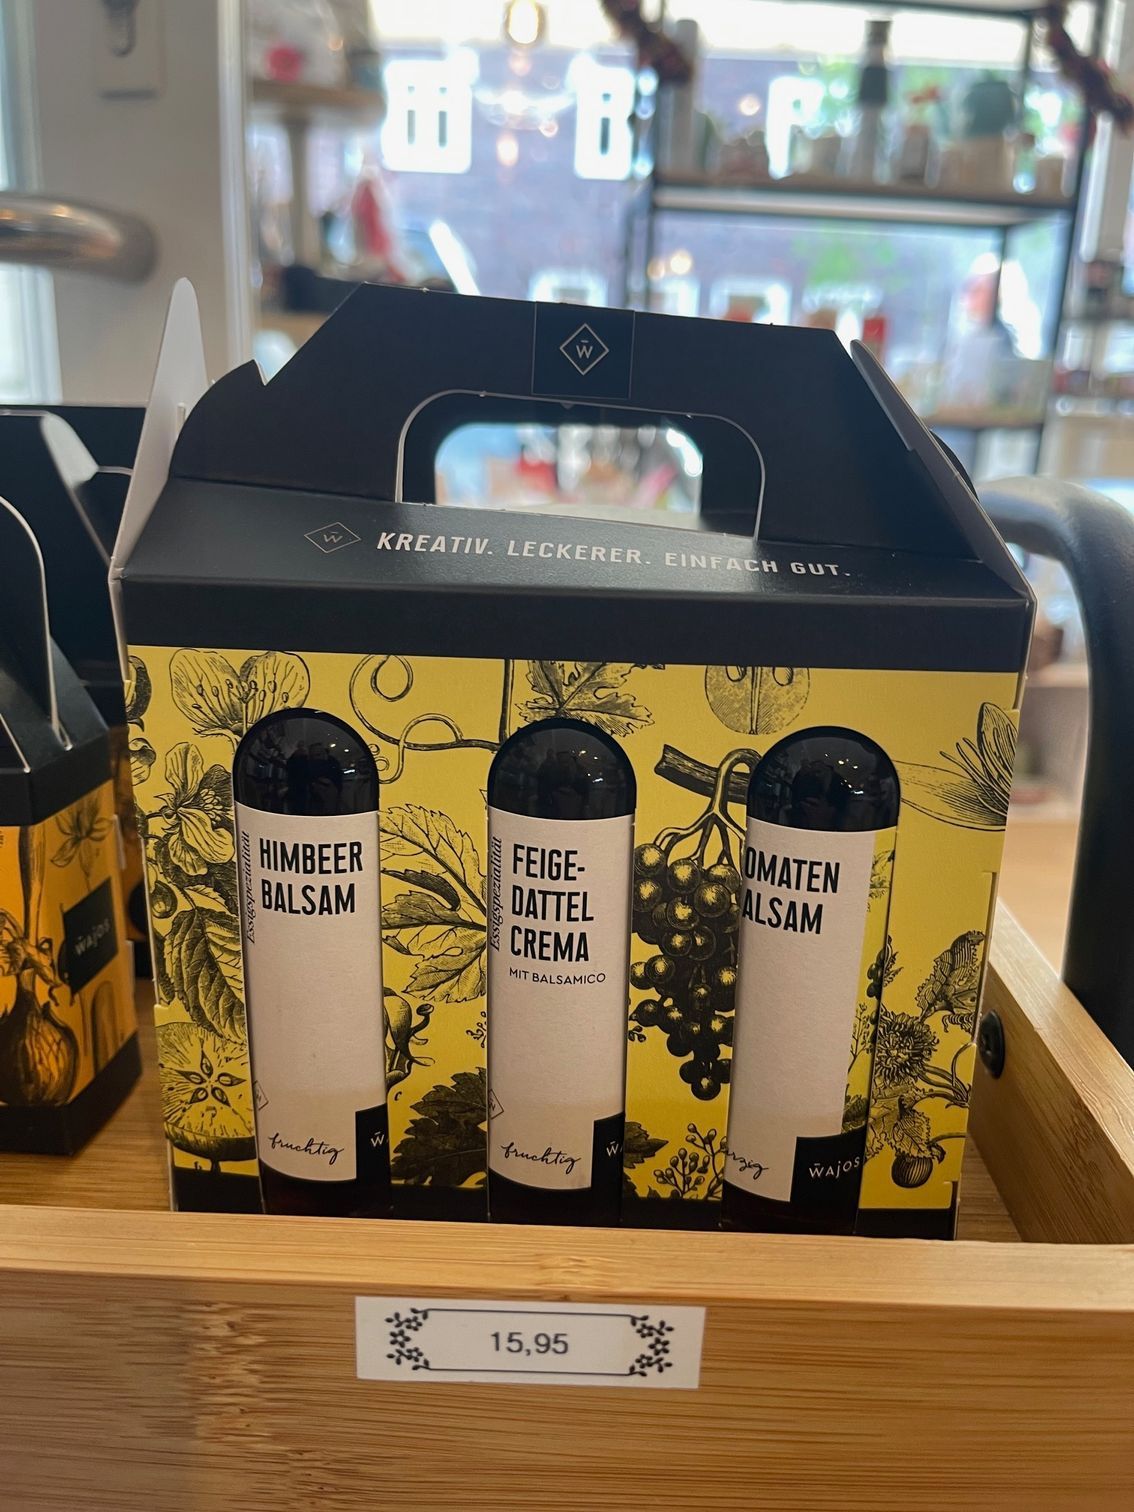 W
W KREATIV. LECKERER. EINFACH GUT.
Essigspezialität
HIMBEER
BALSAM
fruchtig
W
Essigspezialität
FEIGE-
DATTEL
CREMA
MIT BALSAMICO
fruchtig
W
OMATEN
ALSAM
rzig
WAJOS
WAJOS
15,95